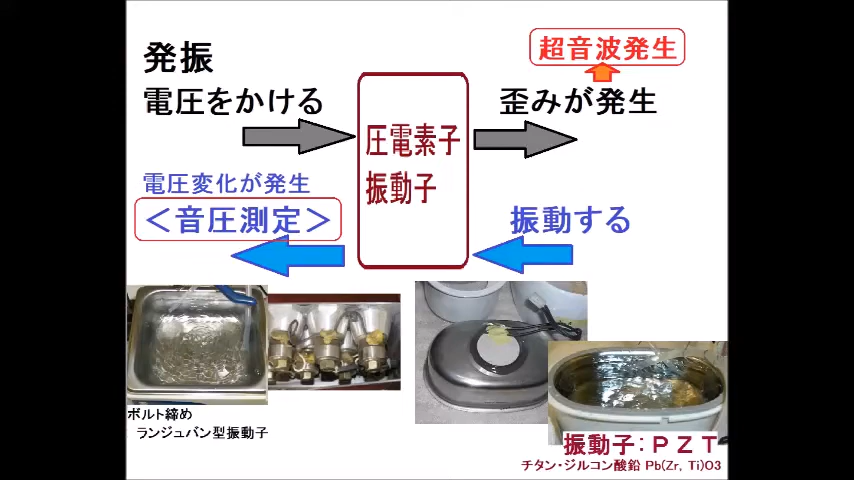 発振
電圧をかける
超音波発生
歪みが発生
圧電素子
振動子
電圧変化が発生
＜音圧測定＞
振動する
ボルト締め
ランジュバン型振動子
振動子：ＰＺＴ
チタン・ジルコン酸鉛 Pb(Zr, Ti)O3